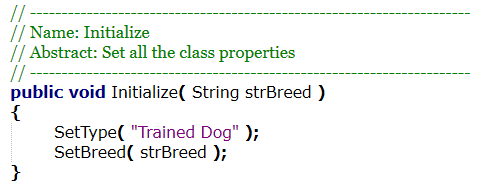 // --------------------------------------------------------------------------------
// Name: Initialize
// Abstract: Set all the class properties
// --------------------------------------------------------------------------------
public void Initialize( String strBreed )
{
SetType( "Trained Dog" );
SetBreed( strBreed );
}